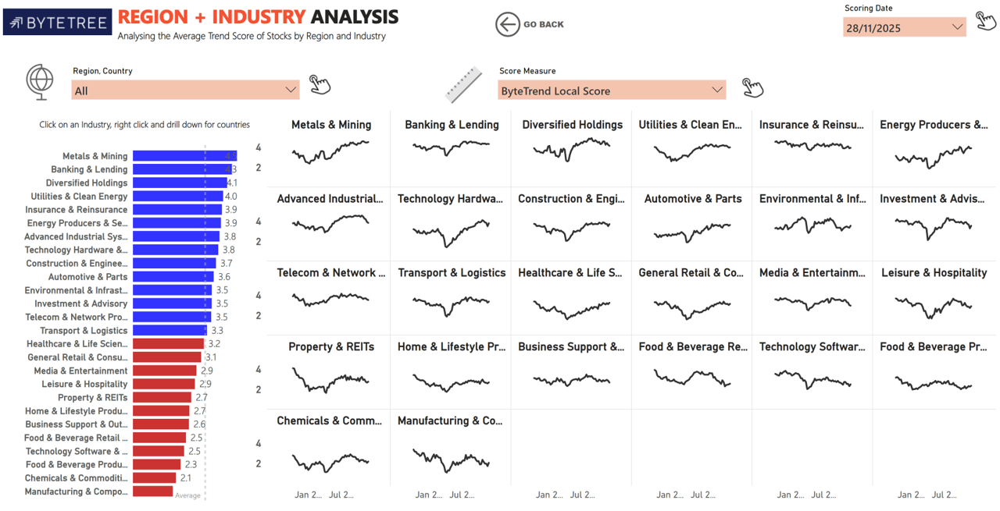 BYTETREE
REGION + INDUSTRY ANALYSIS
Analysing the Average Trend Score of Stocks by Region and Industry
GO BACK
Scoring Date
28/11/2025
Region, Country
All
Score Measure
ByteTrend Local Score
Click on an Industry, right click and drill down for countries
Metals & Mining
Banking & Lending 4.3
Diversified Holdings 4.1
Utilities & Clean Energy 4.0
Insurance & Reinsurance 3.9
Energy Producers & Se... 3.9
Advanced Industrial Sys... 3.8
Technology Hardware &... 3.8
Construction & Enginee... 3.7
Automotive & Parts 3.6
Environmental & Infrast... 3.5
Investment & Advisory 3.5
Telecom & Network Pro... 3.5
Transport & Logistics 3.3
Healthcare & Life Scien... 3.2
General Retail & Consu... 3.1
Media & Entertainment 2.9
Leisure & Hospitality 2.9
Property & REITs 2.7
Home & Lifestyle Produ... 2.7
Business Support & Out... 2.6
Food & Beverage Retail ... 2.5
Technology Software & ... 2.5
Food & Beverage Produ... 2.3
Chemicals & Commoditi... 2.1
Manufacturing & Compo...
Average
Metals & Mining Banking & Lending Diversified Holdings Utilities & Clean En... Insurance & Reinsu... Energy Producers &...
4
2
Advanced Industrial... Technology Hardwa... Construction & Engi... Automotive & Parts Environmental & Inf... Investment & Advis...
4
2
Telecom & Network ... Transport & Logistics Healthcare & Life S... General Retail & Co... Media & Entertainm... Leisure & Hospitality
4
2
Property & REITs Home & Lifestyle Pr... Business Support &... Food & Beverage Re... Technology Softwar... Food & Beverage Pr...
4
2
Chemicals & Comm... Manufacturing & Co...
4
2
Jan 2... Jul 2... Jan 2... Jul 2... Jan 2... Jul 2... Jan 2... Jul 2... Jan 2... Jul 2... Jan 2... Jul 2...